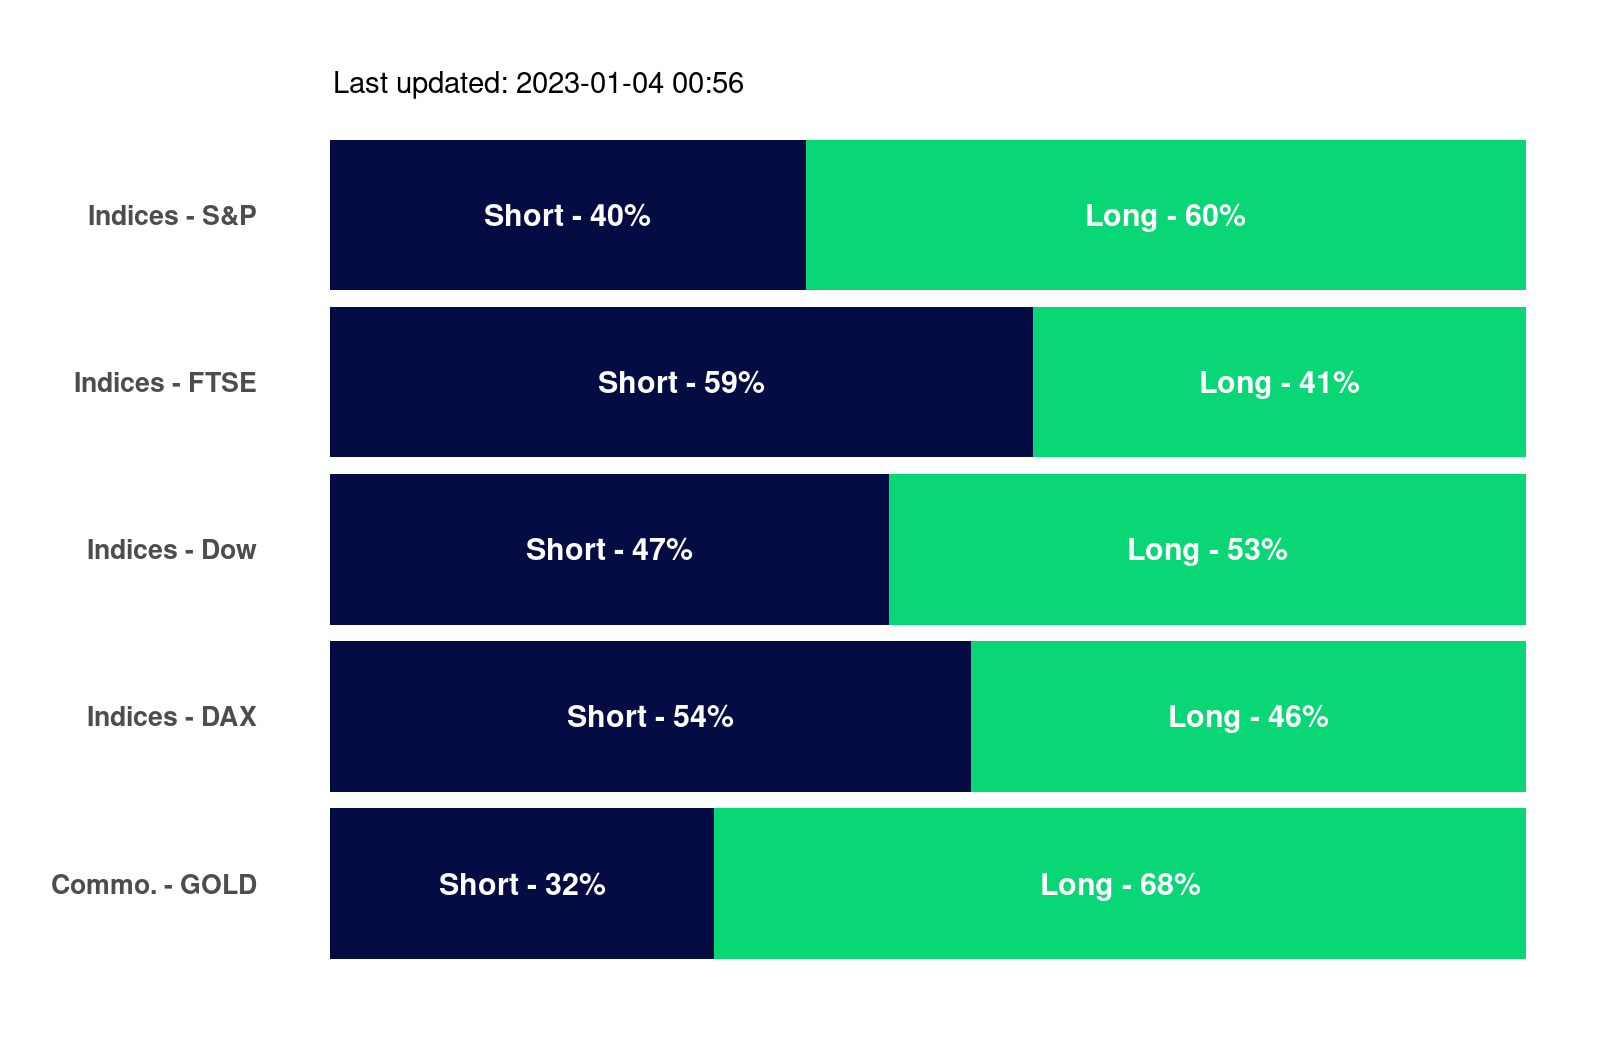 Last updated: 2023-01-04 00:56
Indices - S&P Short - 40% Long - 60%
Indices - FTSE Short - 59% Long - 41%
Indices - Dow Short - 47% Long - 53%
Indices - DAX Short - 54% Long - 46%
Commo. - GOLD Short - 32% Long - 68%